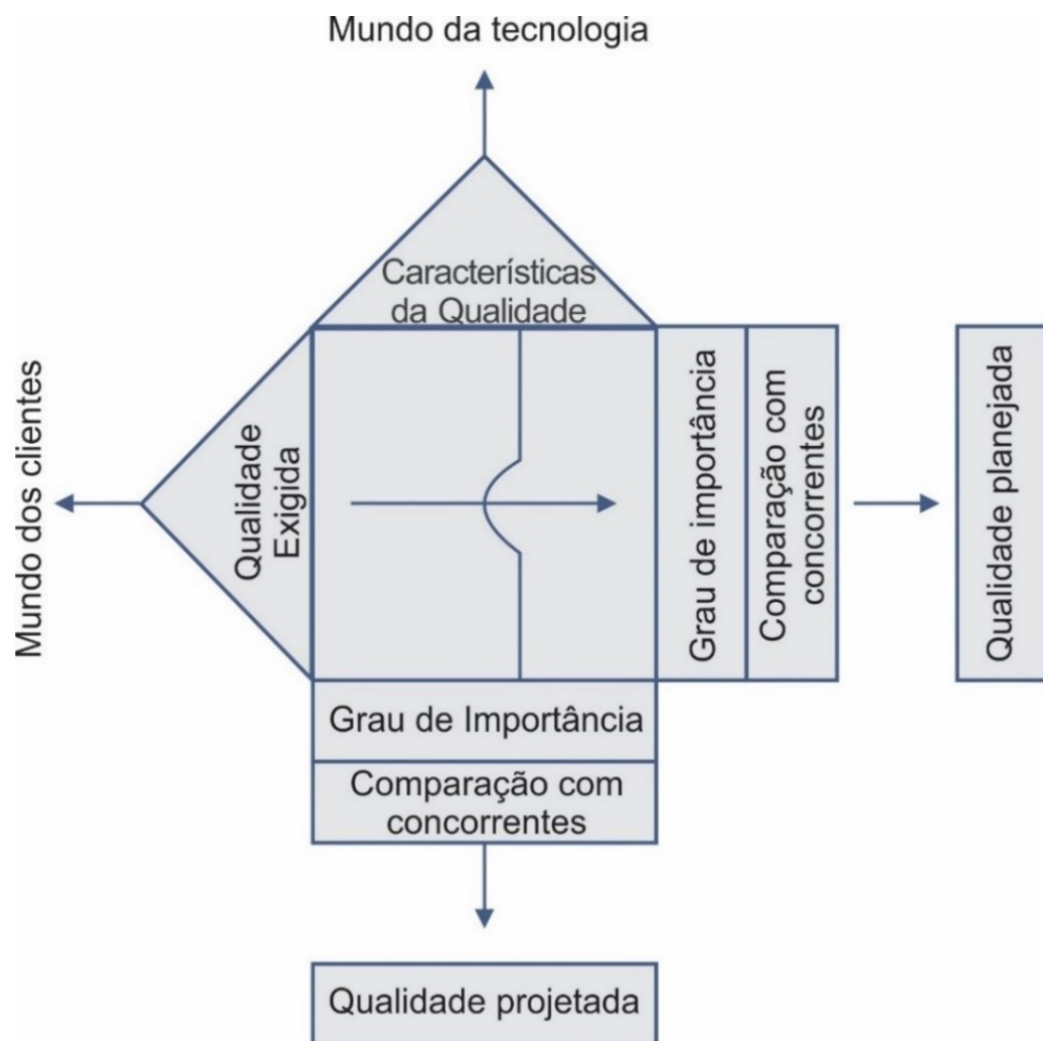 Mundo da tecnologia
Características
da Qualidade
Mundo dos clientes
Qualidade
Exigida
Grau de importância
Comparação com
concorrentes
Qualidade planejada
Grau de Importância
Comparação com
concorrentes
Qualidade projetada